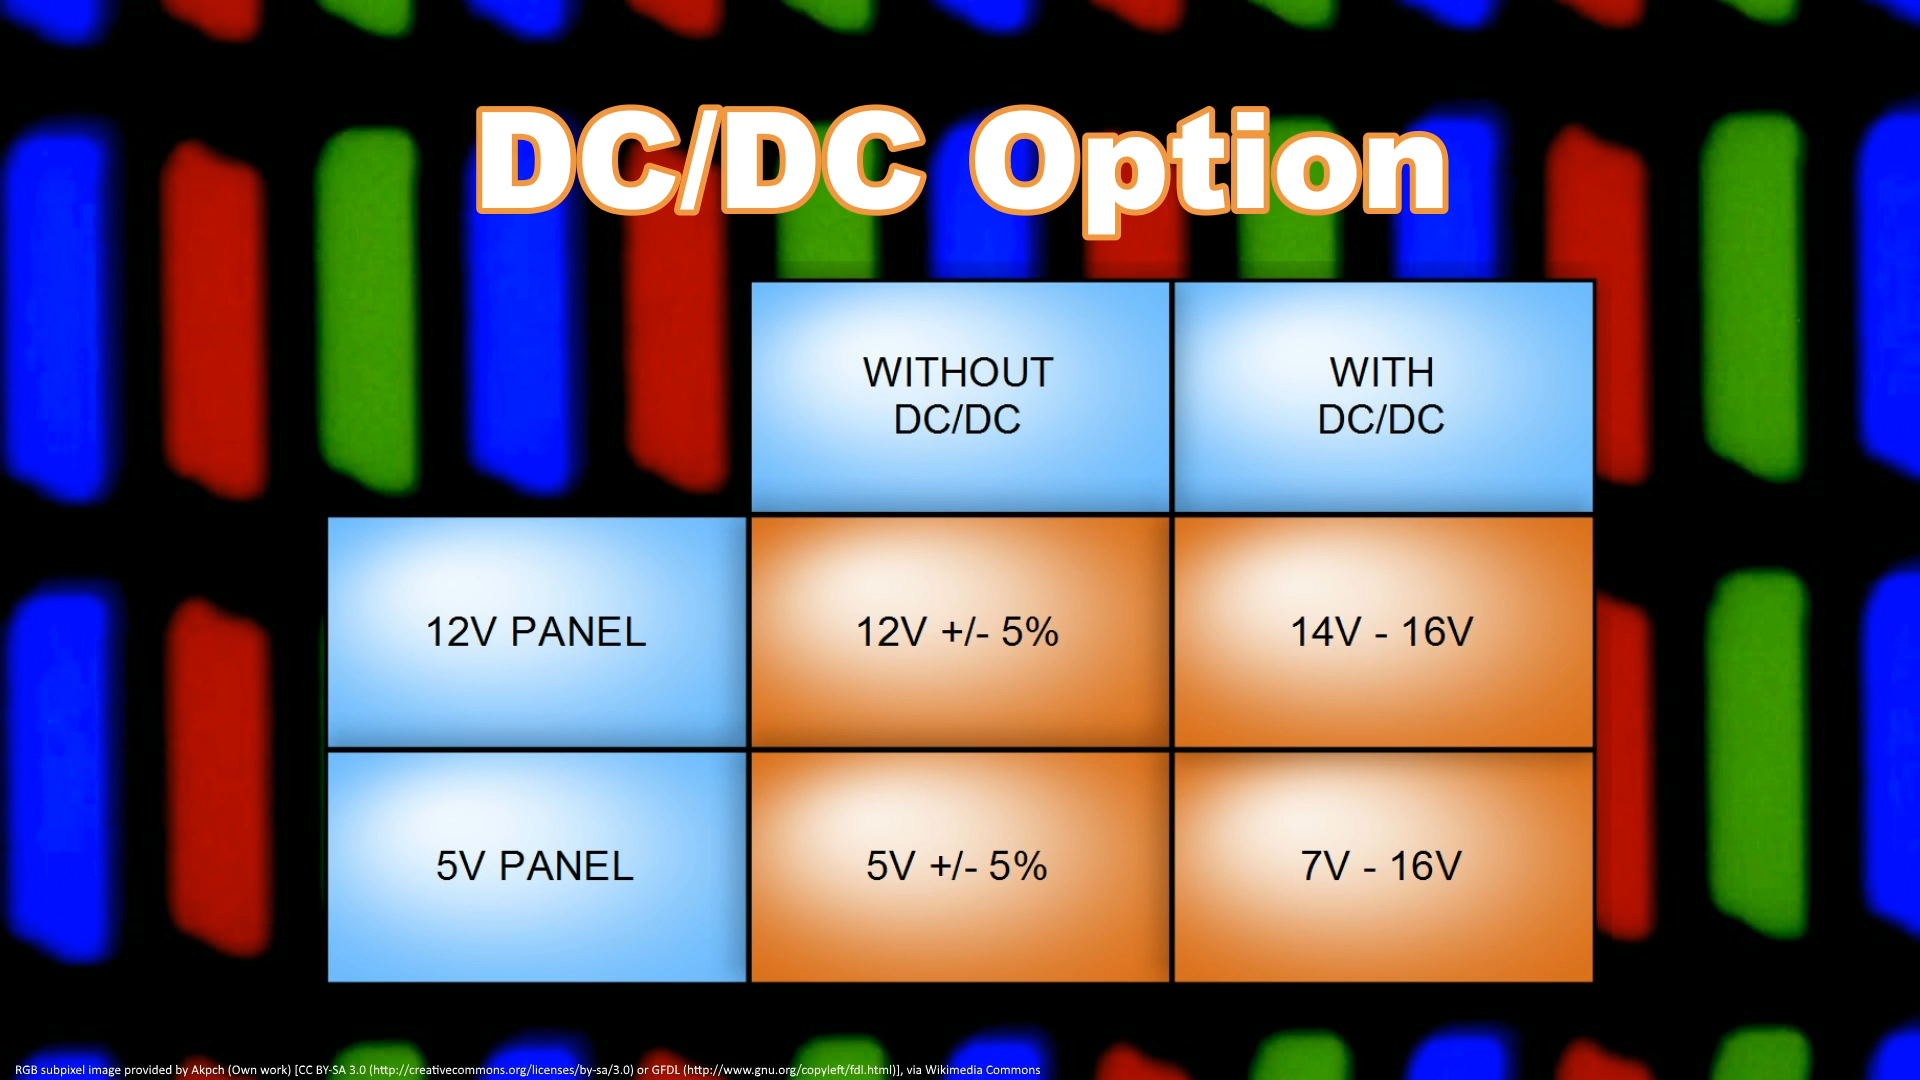 DC/DC Option
WITHOUT
DC/DC
WITH
DC/DC
12V PANEL
12V +/- 5%
14V - 16V
5V PANEL
5V +/- 5%
7V - 16V
RGB subpixel image provided by Akpch (Own work) [CC BY-SA 3.0 (http://creativecommons.org/licenses/by-sa/3.0) or GFDL (http://www.gnu.org/copyleft/fdl.html)], via Wikimedia Commons